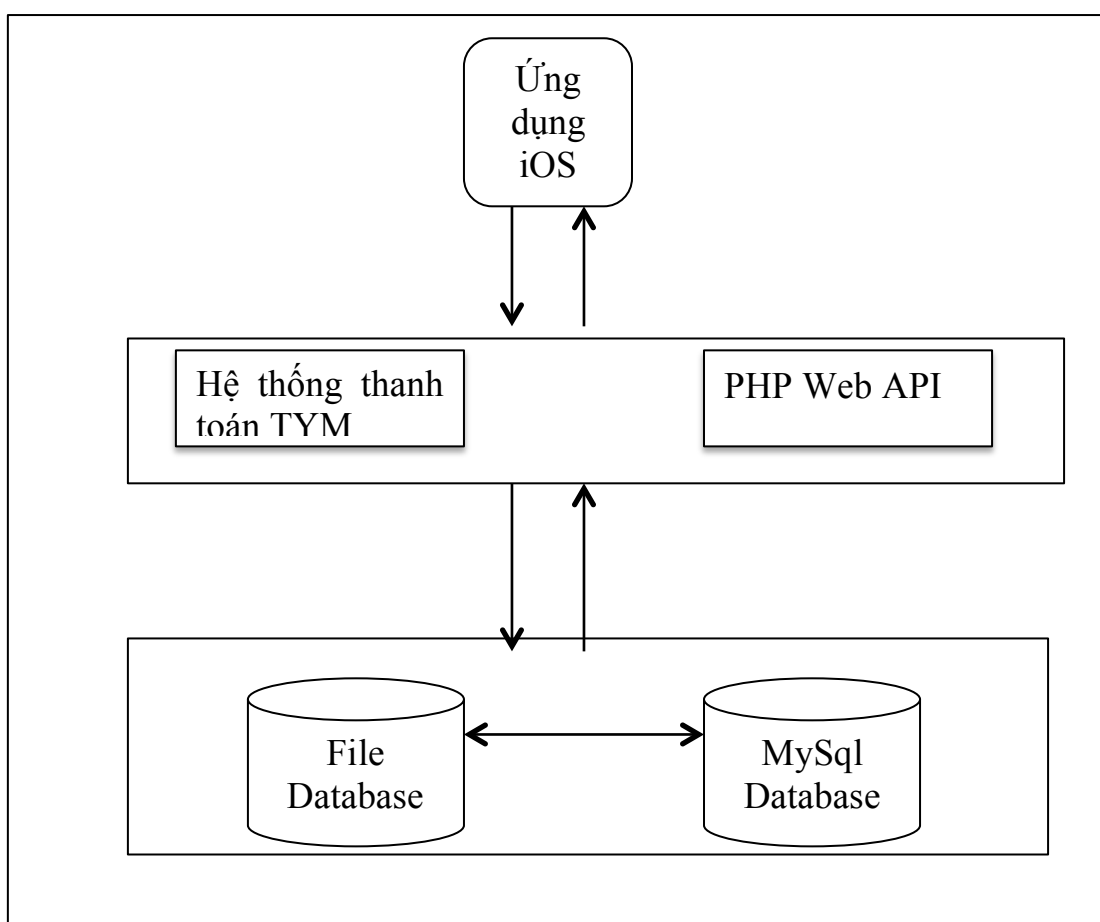 Ứng
dụng
iOS
Hệ thống thanh
toán TYM
PHP Web API
File
Database
MySql
Database